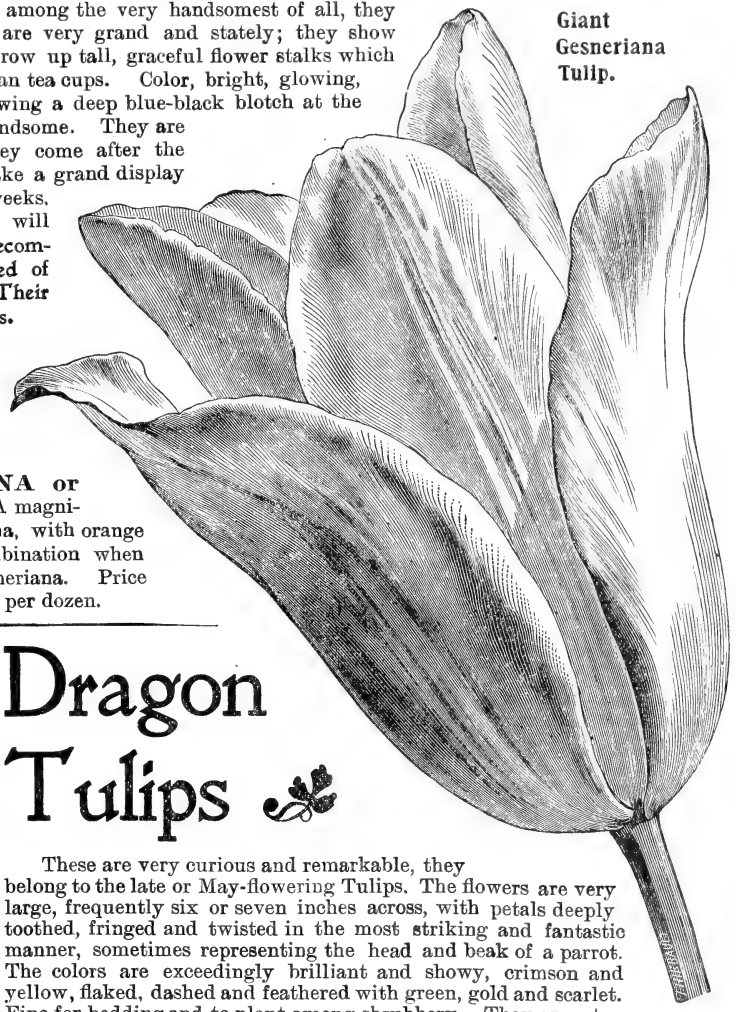 among the very handsomest of all, they
are very grand and stately; they show
row up tall, graceful flower stalks which
an tea cups. Color, bright, glowing,
wing a deep blue-black blotch at the
ndsome. They are
ey come after the
ke a grand display
veeks.
will
ecom-
ed of
Their
s.
Giant
Gesneriana
Tulip.
NA or
A magni-
na, with orange
bination when
neriana. Price
per dozen.
Dragon
Tulips
These are very curious and remarkable, they
belong to the late or May-flowering Tulips. The flowers are very
large, frequently six or seven inches across, with petals deeply
toothed, fringed and twisted in the most striking and fantastic
manner, sometimes representing the head and beak of a parrot.
The colors are exceedingly brilliant and showy, crimson and
yellow, flaked, dashed and feathered with green, gold and scarlet.